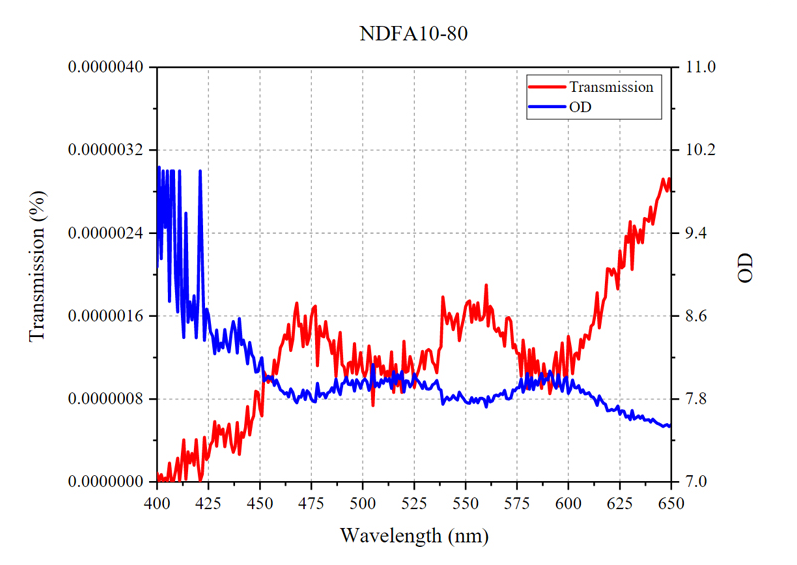 NDFA10-80
Transmission
OD
0.0000040
0.0000032
0.0000024
0.0000016
0.0000008
0.0000000
Transmission (%)
11.0
10.2
9.4
8.6
7.8
7.0
OD
400 425 450 475 500 525 550 575 600 625 650
Wavelength (nm)